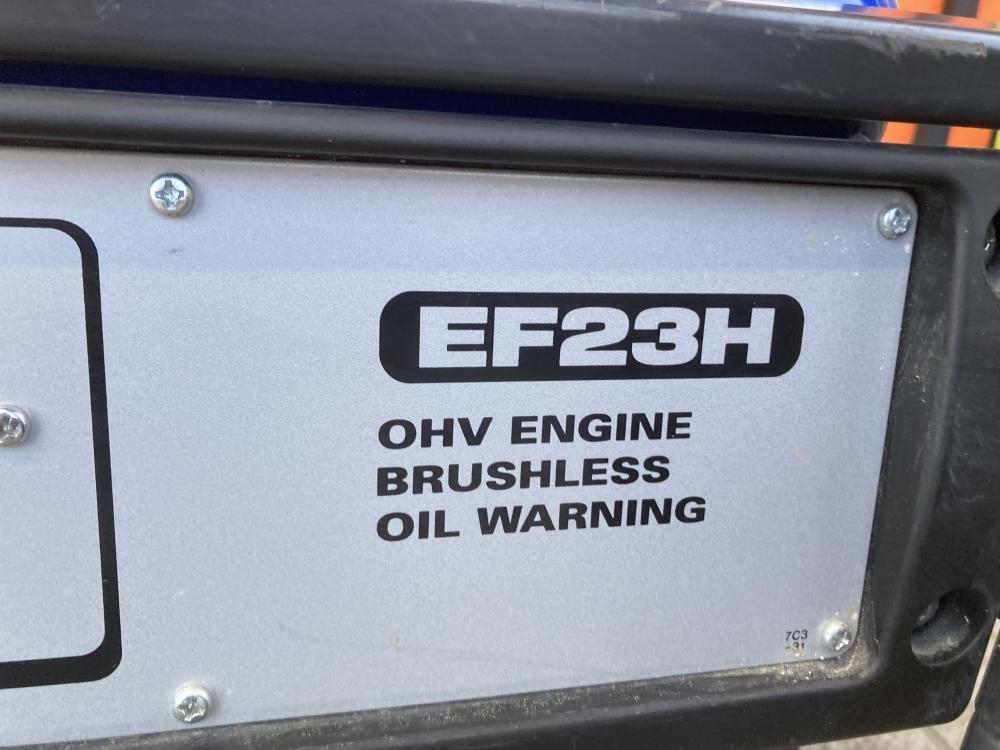 EF23H
OHV ENGINE
BRUSHLESS
OIL WARNING
7C3
-31